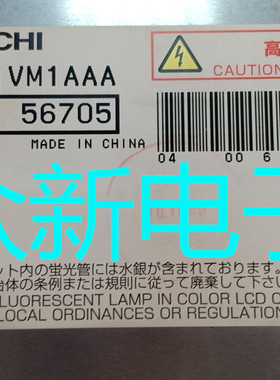 CHI
高
VM1AAA
CAUTION
56705
MADE IN CHINA
04 00 6
众新电子
ット内の蛍光管には水銀が含まれております。
治体の条例または規則に従って廃棄して下さい
FLUORESCENT LAMP IN COLOR LCD C
LOCAL ORDINANCES OR REGULATION